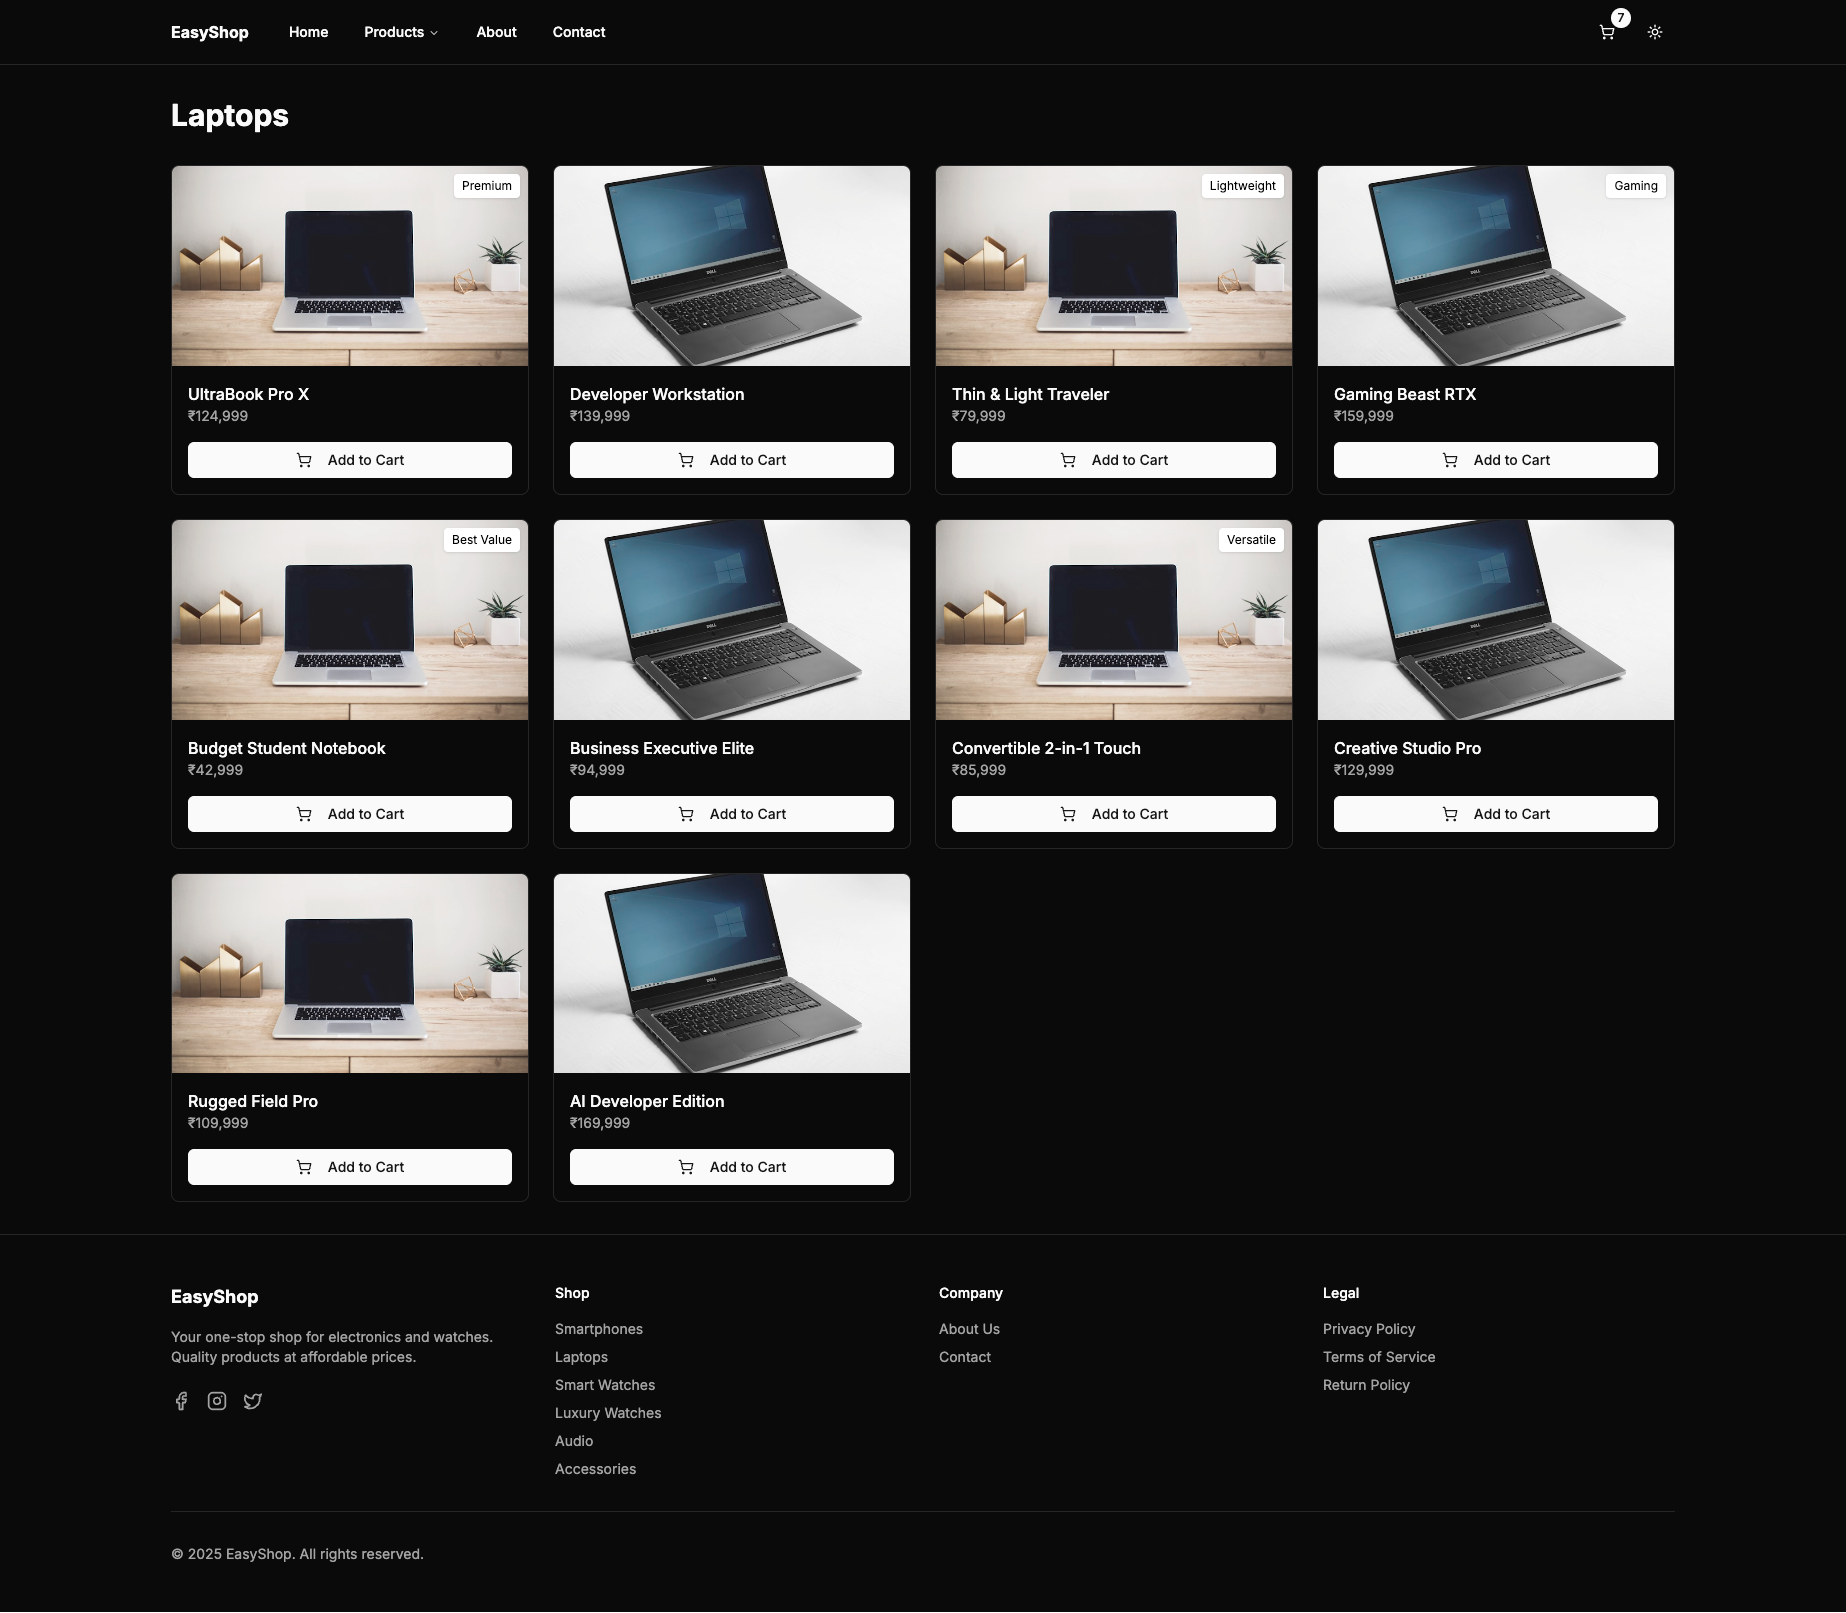 EasyShop
Home
Products
About
Contact
7
Laptops
Premium
Lightweight
Gaming
DELL
DELL
UltraBook Pro X
Developer Workstation
Thin & Light Traveler
Gaming Beast RTX
₹124,999
₹139,999
₹79,999
₹159,999
Add to Cart
Add to Cart
Add to Cart
Add to Cart
Best Value
Versatile
DELL
DELL
Budget Student Notebook
Business Executive Elite
Convertible 2-in-1 Touch
Creative Studio Pro
₹42,999
₹94,999
₹85,999
₹129,999
Add to Cart
Add to Cart
Add to Cart
Add to Cart
DELL
Rugged Field Pro
AI Developer Edition
₹109,999
₹169,999
Add to Cart
Add to Cart
EasyShop
Your one-stop shop for electronics and watches.
Quality products at affordable prices.
Shop
Smartphones
Laptops
Smart Watches
Luxury Watches
Audio
Accessories
Company
About Us
Contact
Legal
Privacy Policy
Terms of Service
Return Policy
© 2025 EasyShop. All rights reserved.